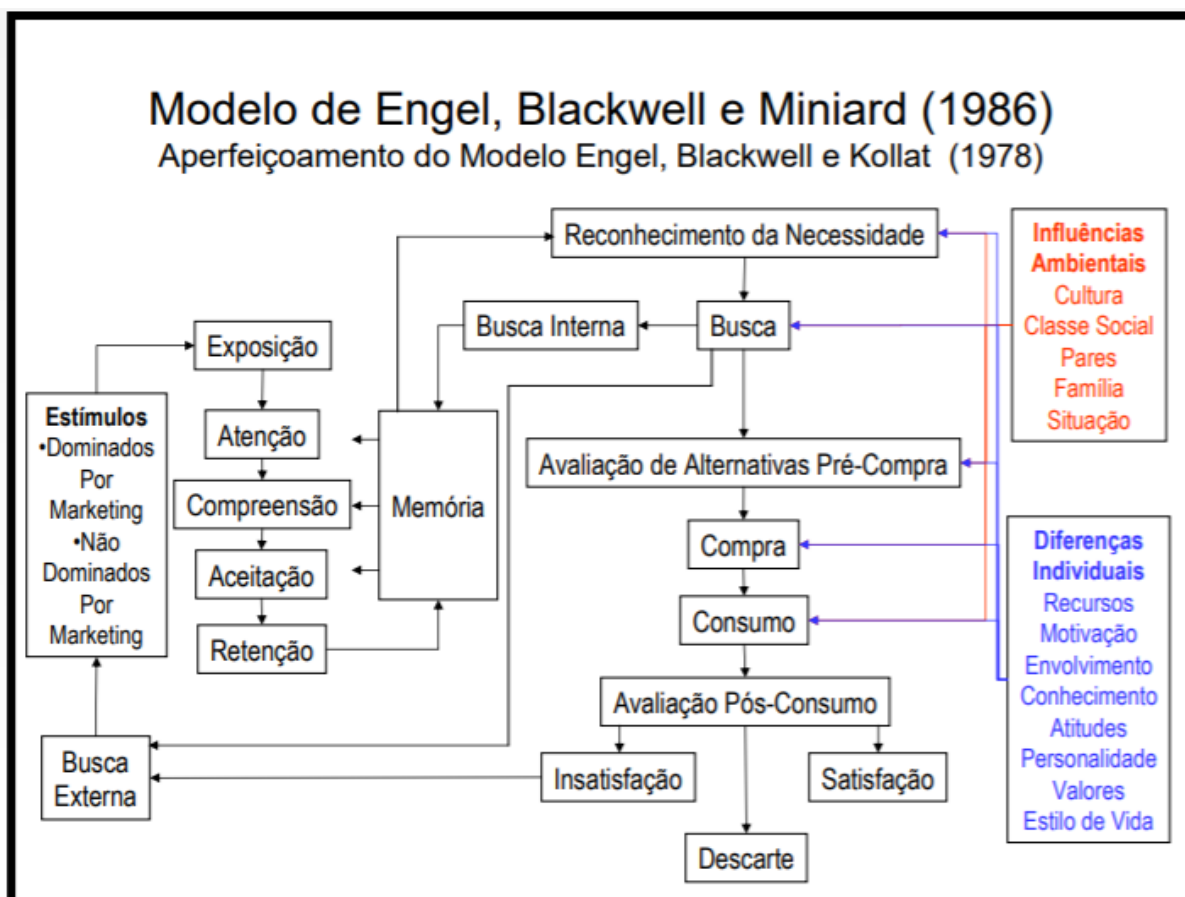 Modelo de Engel, Blackwell e Miniard (1986)
Aperfeiçoamento do Modelo Engel, Blackwell e Kollat (1978)
Reconhecimento da Necessidade
Busca Interna
Busca
Exposição
Atenção
Compreensão
Aceitação
Retenção
Memória
Estímulos
•Dominados
Por
Marketing
•Não
Dominados
Por
Marketing
Busca
Externa
Avaliação de Alternativas Pré-Compra
Compra
Consumo
Avaliação Pós-Consumo
Insatisfação
Satisfação
Descarte
Influências
Ambientais
Cultura
Classe Social
Pares
Família
Situação
Diferenças
Individuais
Recursos
Motivação
Envolvimento
Conhecimento
Atitudes
Personalidade
Valores
Estilo de Vida